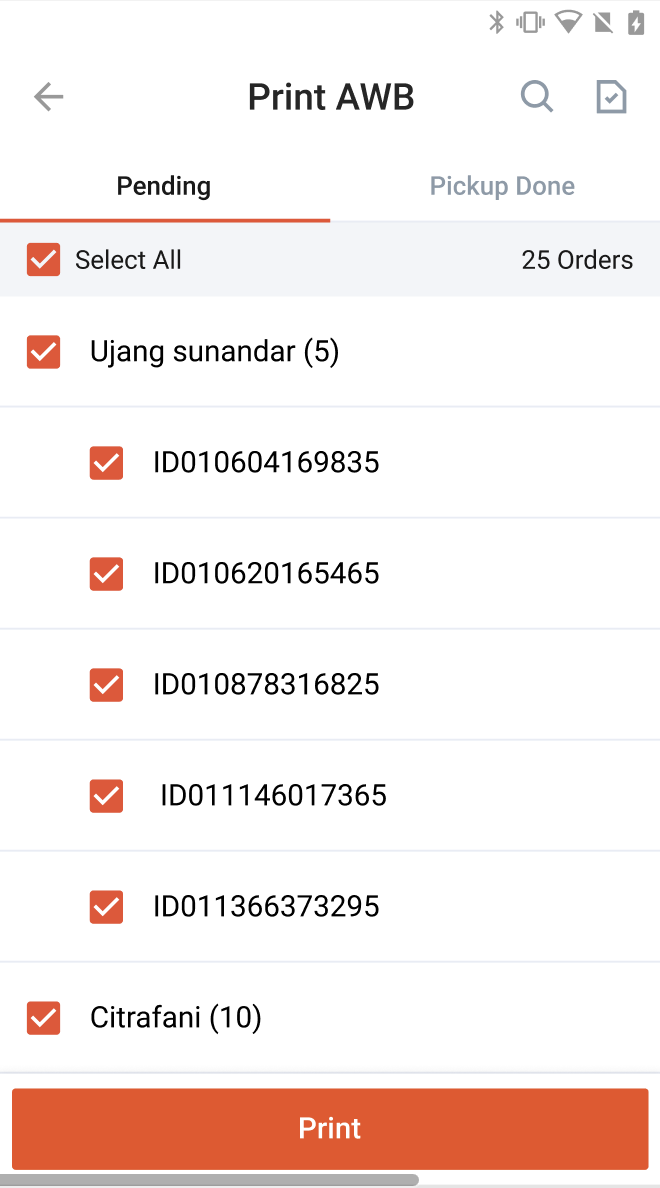 Print AWB
Pending
Pickup Done
Select All
25 Orders
Ujang sunandar (5)
ID010604169835
ID010620165465
ID010878316825
ID011146017365
ID011366373295
Citrafani (10)
Print